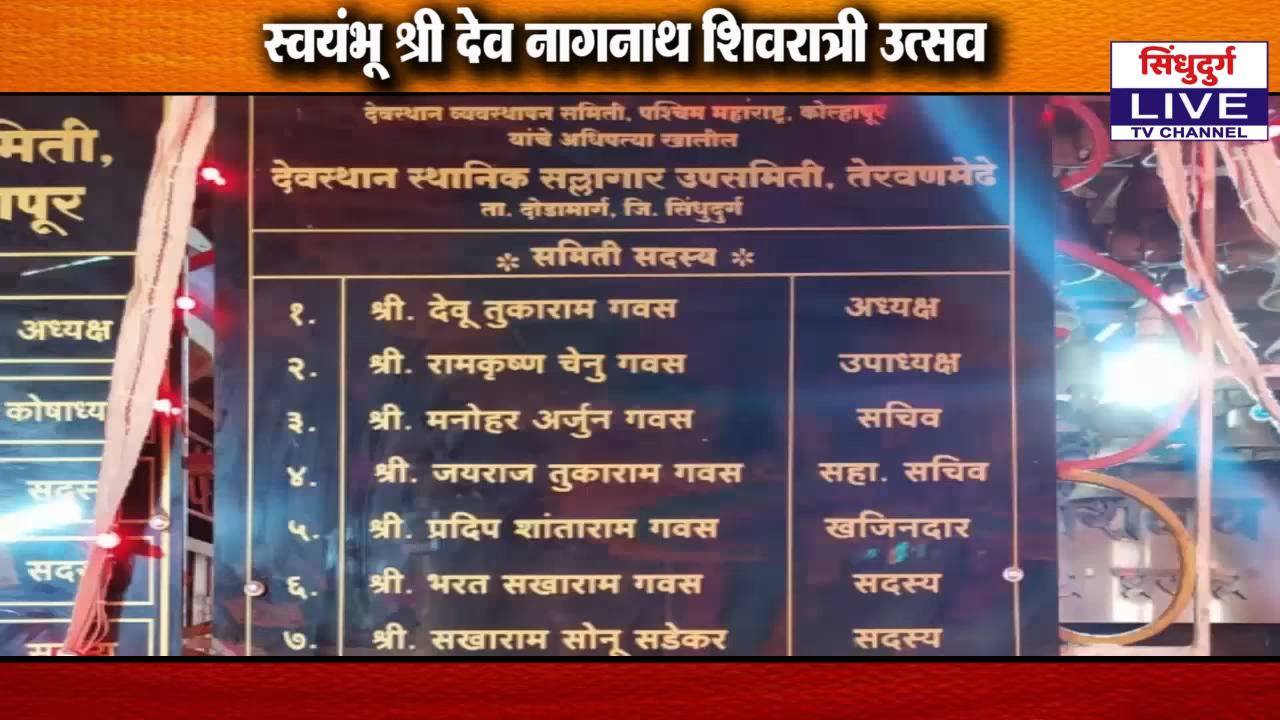 स्वयंभू श्री देव नागनाथ शिवरात्री उत्सव
सिंधुदुर्ग
LIVE
TV CHANNEL
देवस्थान व्यवस्थापन समिती, पश्चिम महाराष्ट्र, कोल्हापूर
यांचे अधिपत्या खालील
देवस्थान स्थानिक सल्लागार उपसमिती, तेरवणमेढे
ता. दोडामार्ग, जि. सिंधुदुर्ग
* समिती सदस्य *
१. श्री. देवू तुकाराम गवस अध्यक्ष
२. श्री. रामकृष्ण चेनु गवस उपाध्यक्ष
३. श्री. मनोहर अर्जुन गवस सचिव
४. श्री. जयराज तुकाराम गवस सहा. सचिव
५. श्री. प्रदिप शांताराम गवस खजिनदार
६. श्री. भरत सखाराम गवस सदस्य
७. श्री. सखाराम सोनू सडेकर सदस्य
मिती,
पूर
अध्यक्ष
कोषाध्य
सदस
सदस